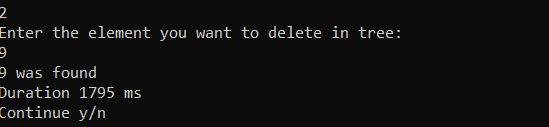 2
Enter the element you want to delete in tree:
9
9 was found
Duration 1795 ms
Continue y/n